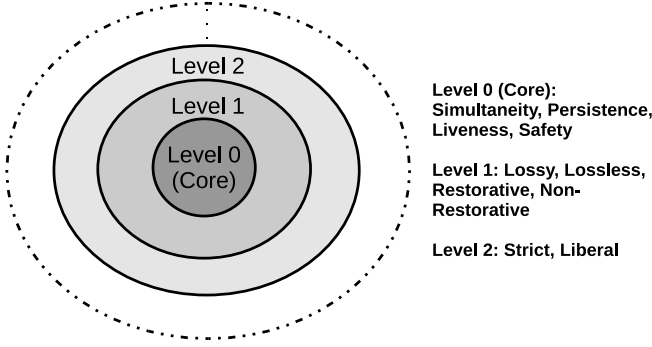 Level 2
Level 1
Level 0
(Core)
Level 0 (Core):
Simultaneity, Persistence,
Liveness, Safety
Level 1: Lossy, Lossless,
Restorative, Non-
Restorative
Level 2: Strict, Liberal